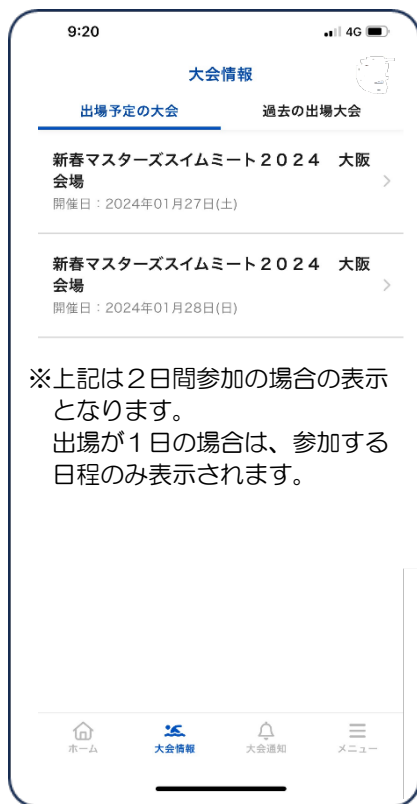 9:20
4G
大会情報
出場予定の大会 過去の出場大会
新春マスターズスイムミート2024 大阪
会場
開催日：2024年01月27日(土)
新春マスターズスイムミート2024 大阪
会場
開催日：2024年01月28日(日)
※上記は２日間参加の場合の表示
となります。
出場が１日の場合は、参加する
日程のみ表示されます。
ホーム 大会情報 大会通知 メニュー